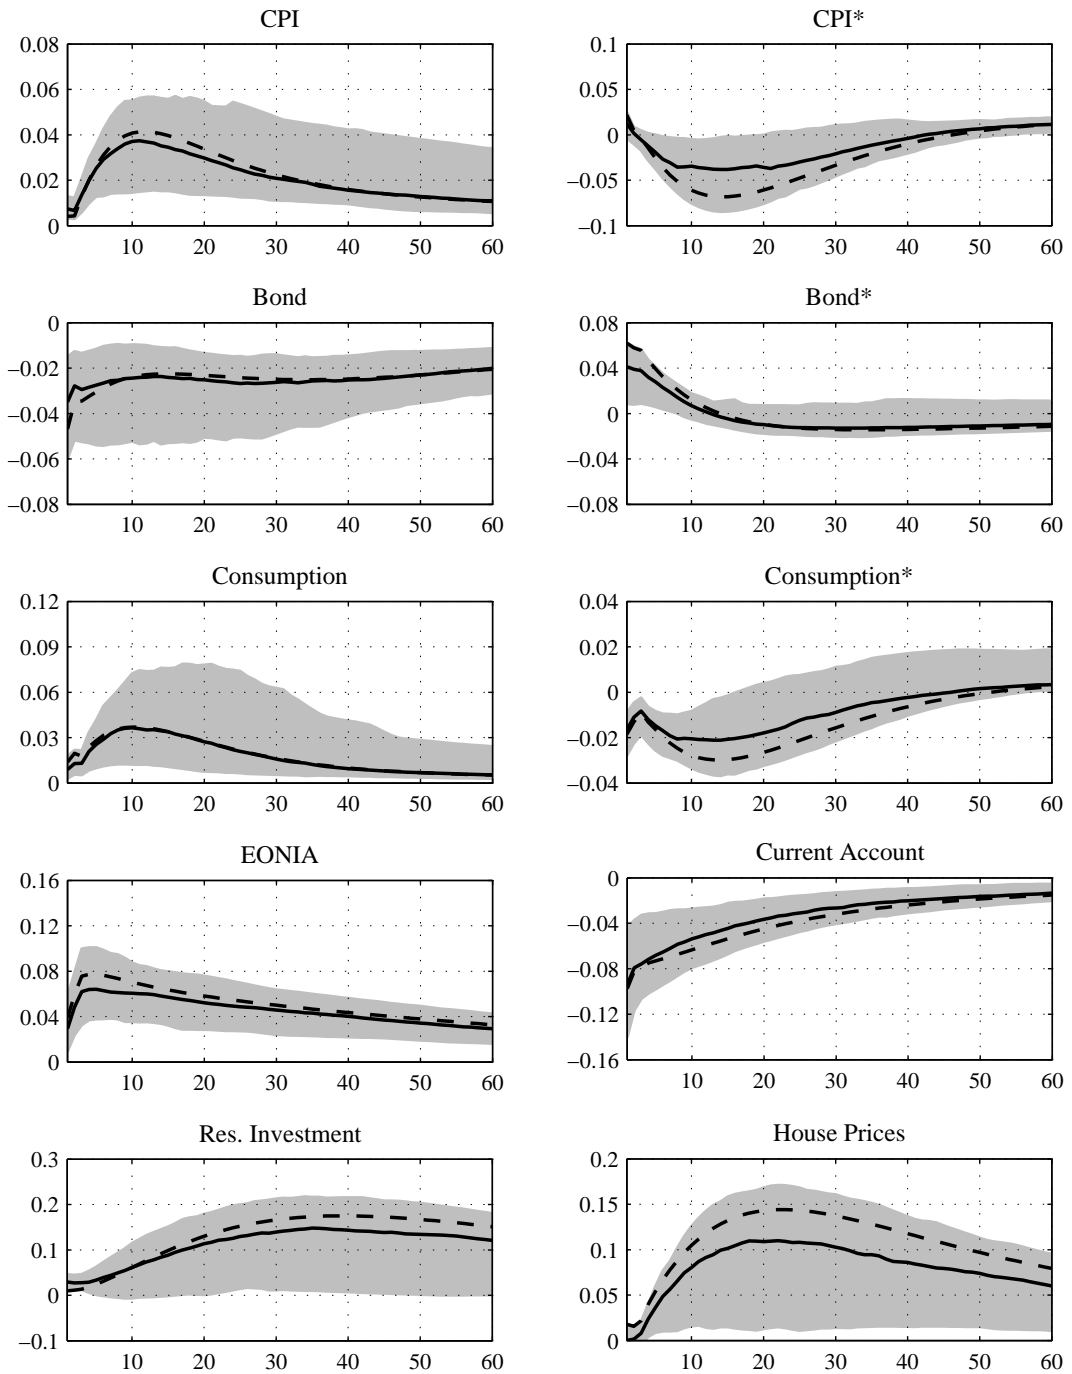 CPI
0.08
0.06
0.04
0.02
0
10 20 30 40 50 60
CPI*
0.1
0.05
0
−0.05
−0.1
10 20 30 40 50 60
Bond
0
−0.02
−0.04
−0.06
−0.08
10 20 30 40 50 60
Bond*
0.08
0.04
0
−0.04
−0.08
10 20 30 40 50 60
Consumption
0.12
0.09
0.06
0.03
0
10 20 30 40 50 60
Consumption*
0.04
0.02
0
−0.02
−0.04
10 20 30 40 50 60
EONIA
0.16
0.12
0.08
0.04
0
10 20 30 40 50 60
Current Account
0
−0.04
−0.08
−0.12
−0.16
10 20 30 40 50 60
Res. Investment
0.3
0.2
0.1
0
−0.1
10 20 30 40 50 60
House Prices
0.2
0.15
0.1
0.05
0
10 20 30 40 50 60